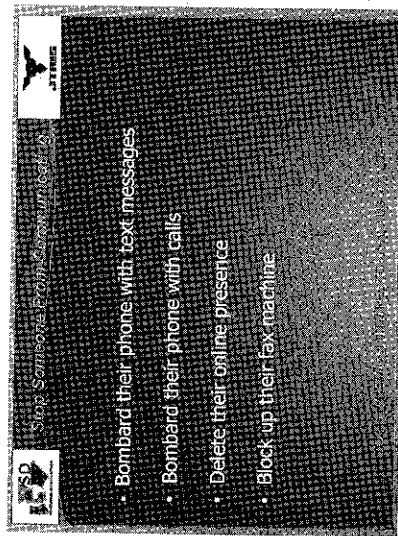 Stop Someone From Communicating
JTRIG
• Bombard their phone with text messages
• Bombard their phone with calls
• Delete their online presence
• Block up their fax machine